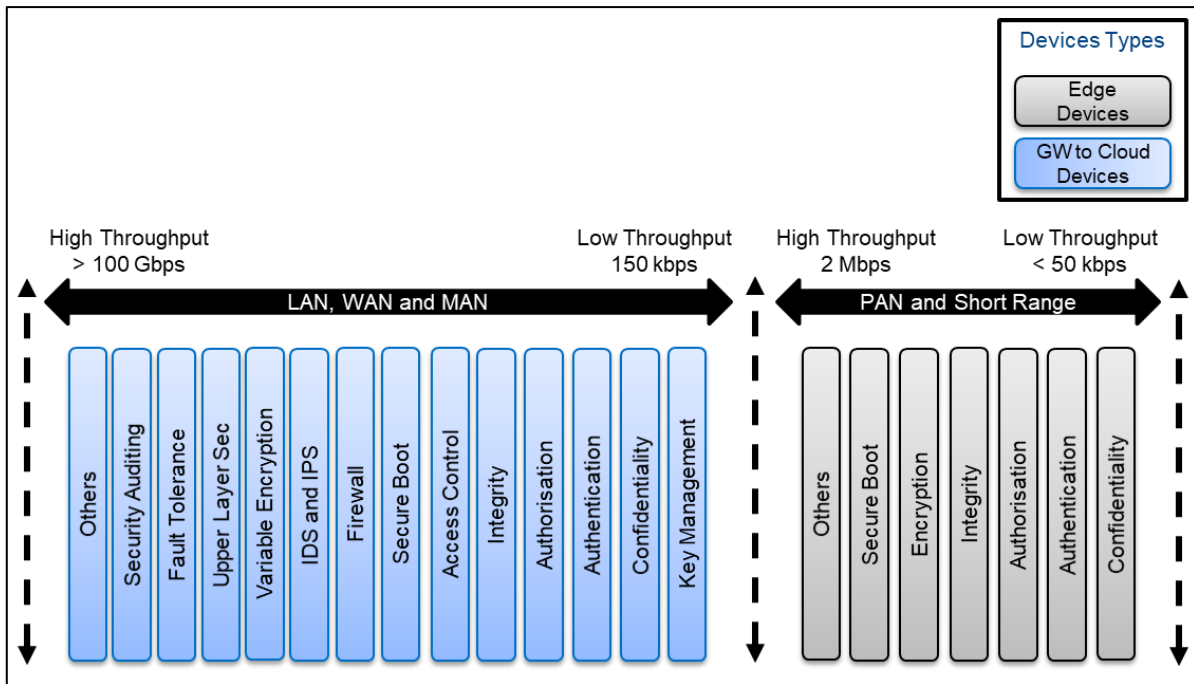 Devices Types
Edge
Devices
GW to Cloud
Devices
High Throughput
> 100 Gbps
Low Throughput
150 kbps
High Throughput
2 Mbps
Low Throughput
< 50 kbps
LAN, WAN and MAN
PAN and Short Range
Others
Security Auditing
Fault Tolerance
Upper Layer Sec
Variable Encryption
IDS and IPS
Firewall
Secure Boot
Access Control
Integrity
Authorisation
Authentication
Confidentiality
Key Management
Others
Secure Boot
Encryption
Integrity
Authorisation
Authentication
Confidentiality